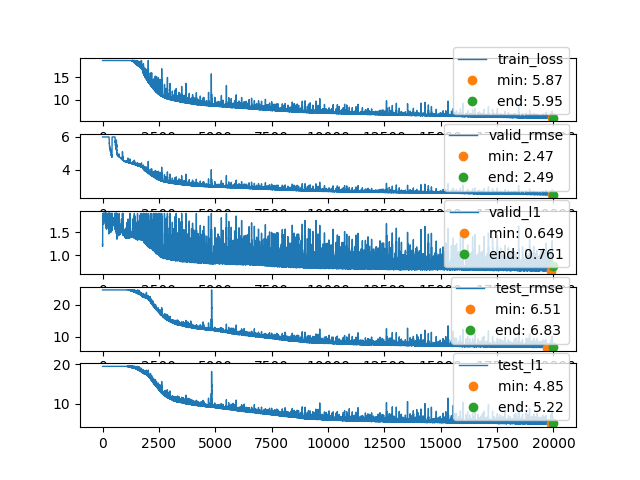 train_loss
min: 5.87
end: 5.95
15
10
valid_rmse
min: 2.47
end: 2.49
6
4
valid_l1
min: 0.649
end: 0.761
1.5
1.0
test_rmse
min: 6.51
end: 6.83
20
10
test_l1
min: 4.85
end: 5.22
20
10
0 2500 5000 7500 10000 12500 15000 17500 20000